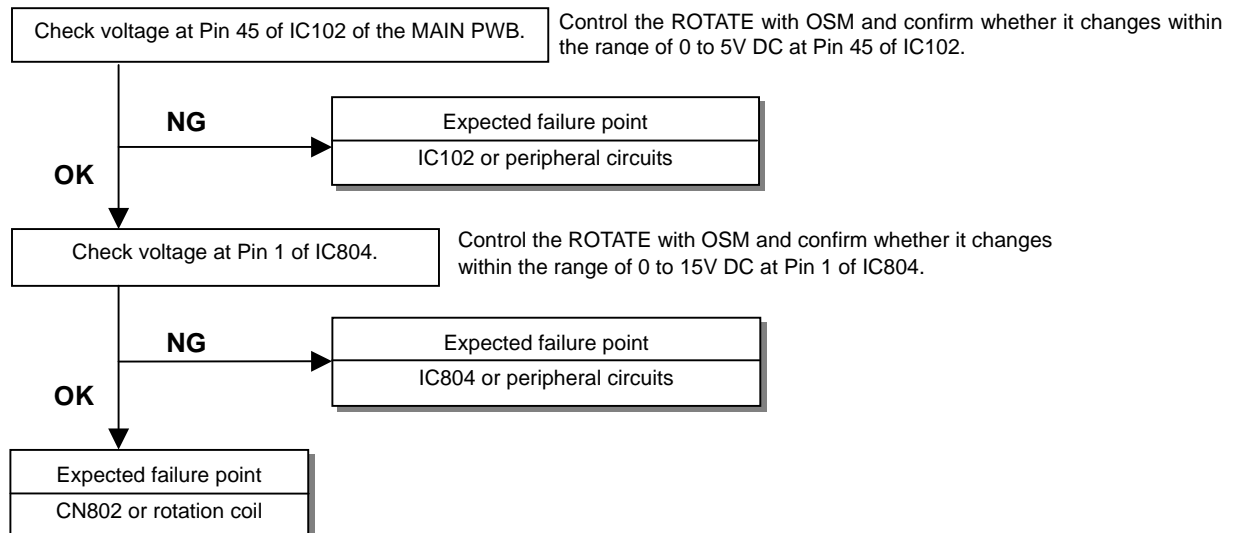 Check voltage at Pin 45 of IC102 of the MAIN PWB.
Control the ROTATE with OSM and confirm whether it changes within
the range of 0 to 5V DC at Pin 45 of IC102.
NG
Expected failure point
IC102 or peripheral circuits
OK
Check voltage at Pin 1 of IC804.
Control the ROTATE with OSM and confirm whether it changes
within the range of 0 to 15V DC at Pin 1 of IC804.
NG
Expected failure point
IC804 or peripheral circuits
OK
Expected failure point
CN802 or rotation coil